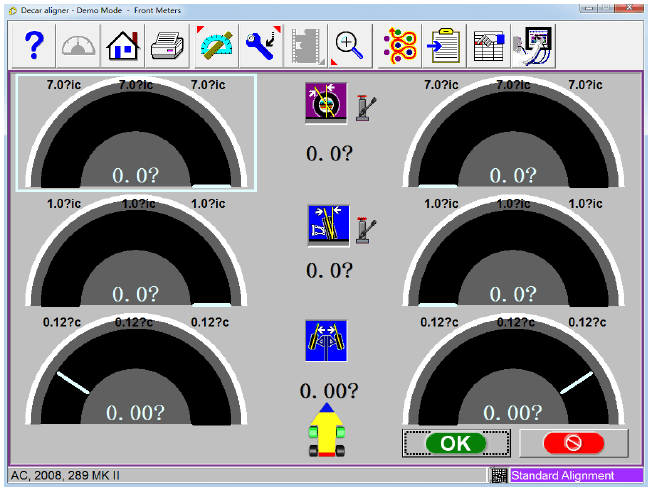 Decar aligner - Demo Mode - Front Meters
?
7.0?ic 7.0?ic 7.0?ic
0.0?
0.0?
7.0?ic 7.0?ic 7.0?ic
0.0?
1.0?ic 1.0?ic 1.0?ic
0.0?
0.0?
1.0?ic 1.0?ic 1.0?ic
0.0?
0.12?c 0.12?c 0.12?c
0.00?
0.00?
0.12?c 0.12?c 0.12?c
0.00?
OK
AC, 2008, 289 MK II
Standard Alignment